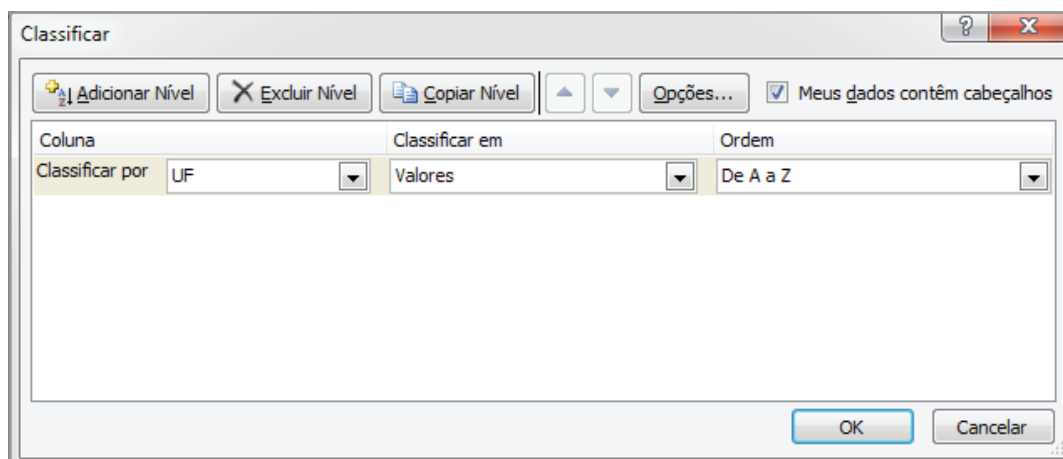 Classificar
Adicionar Nível Excluir Nível Copiar Nível Opções... Meus dados contêm cabeçalhos
Coluna Classificar em Ordem
Classificar por UF Valores De A a Z
OK Cancelar